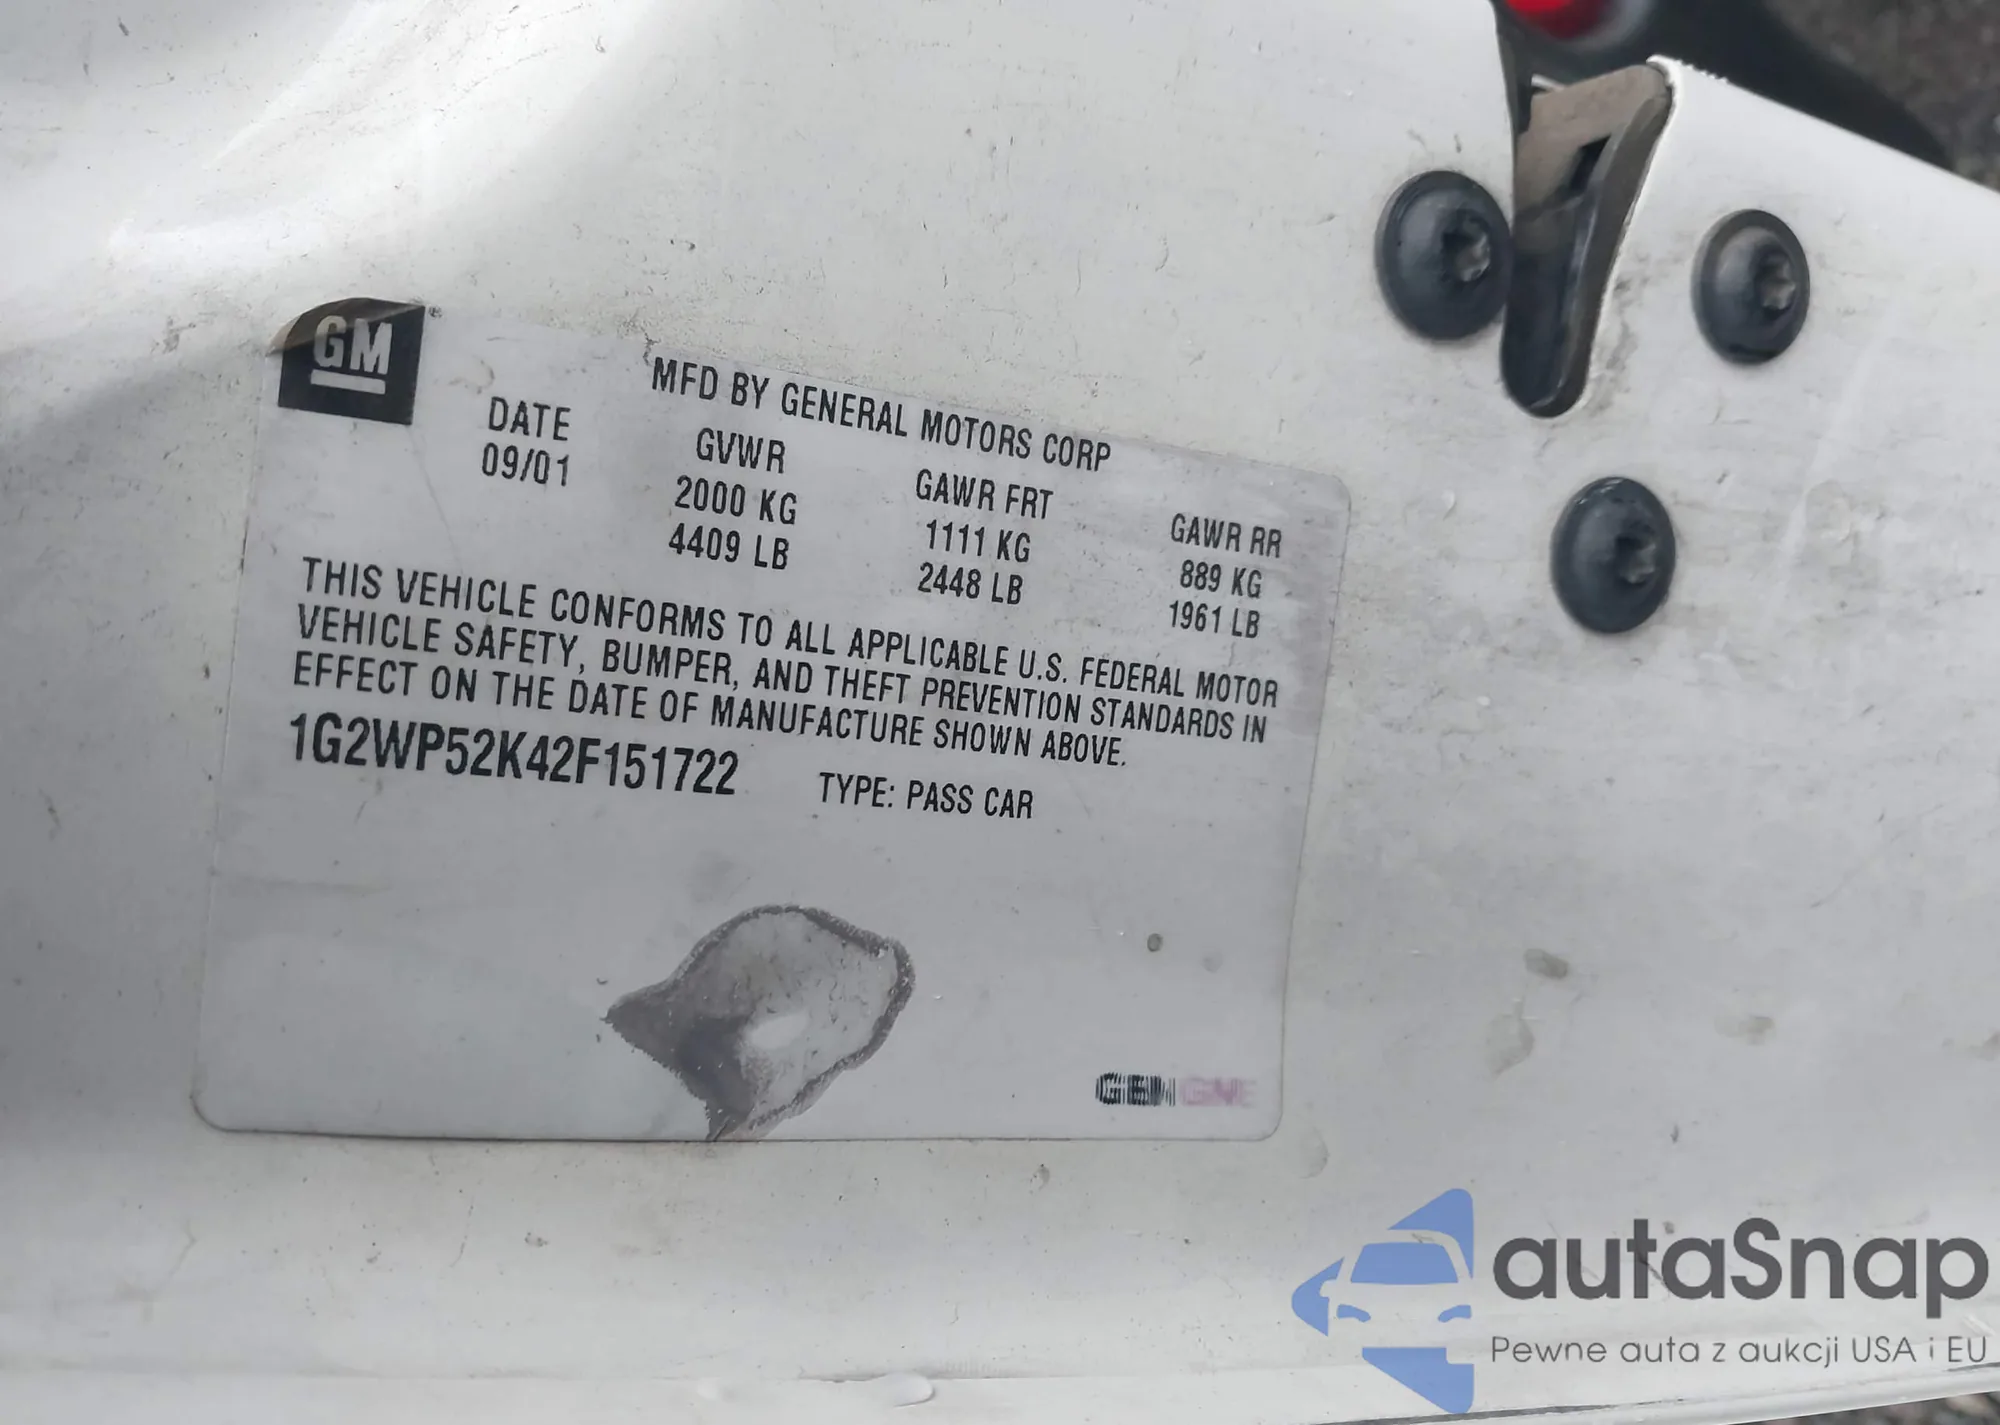 GM
MFD BY GENERAL MOTORS CORP
DATE GVWR GAWR FRT GAWR RR
09/01 2000 KG 1111 KG 889 KG
4409 LB 2448 LB 1961 LB
THIS VEHICLE CONFORMS TO ALL APPLICABLE U.S. FEDERAL MOTOR
VEHICLE SAFETY, BUMPER, AND THEFT PREVENTION STANDARDS IN
EFFECT ON THE DATE OF MANUFACTURE SHOWN ABOVE.
1G2WP52K42F151722 TYPE: PASS CAR
autaSnap
Pewne auta z aukcji USA i EU